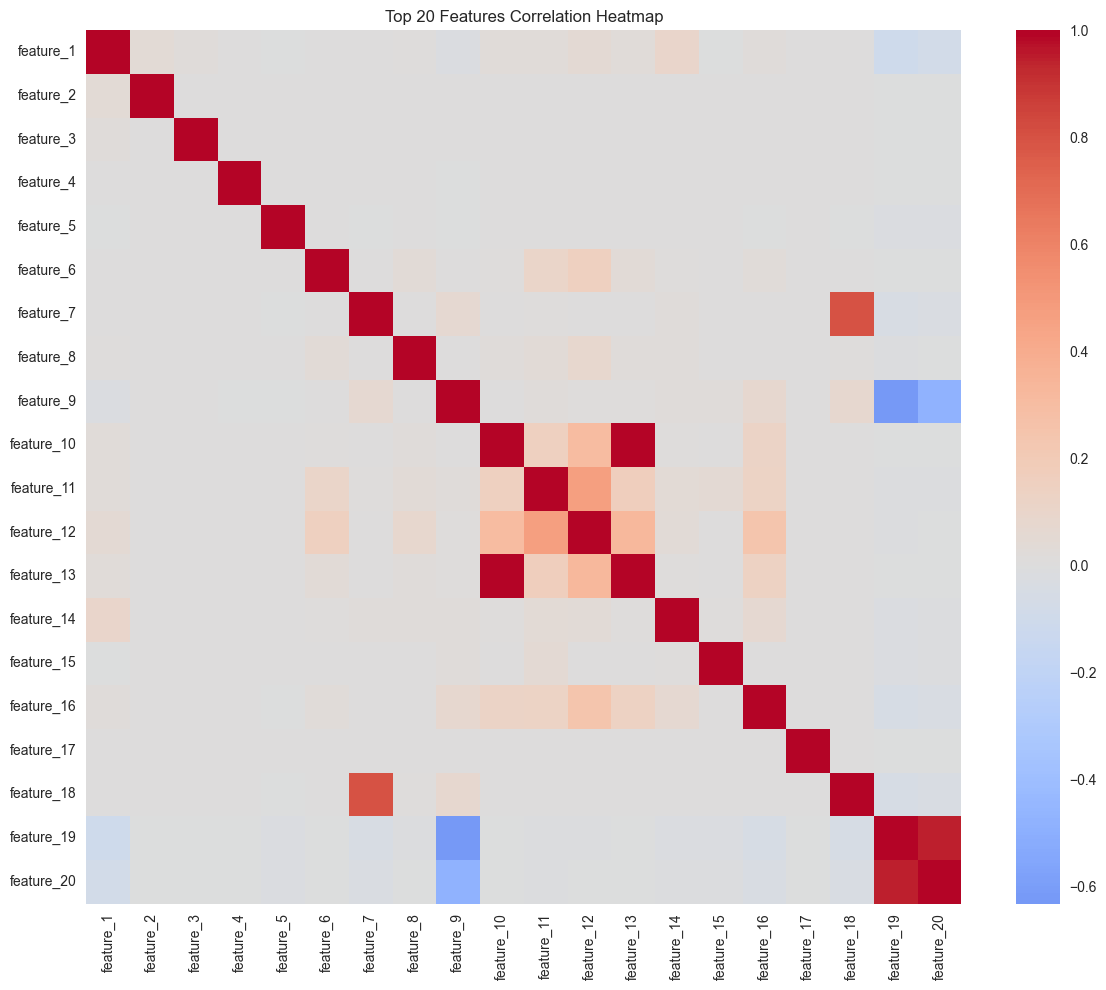 Top 20 Features Correlation Heatmap
feature_1
feature_2
feature_3
feature_4
feature_5
feature_6
feature_7
feature_8
feature_9
feature_10
feature_11
feature_12
feature_13
feature_14
feature_15
feature_16
feature_17
feature_18
feature_19
feature_20
feature_1
feature_2
feature_3
feature_4
feature_5
feature_6
feature_7
feature_8
feature_9
feature_10
feature_11
feature_12
feature_13
feature_14
feature_15
feature_16
feature_17
feature_18
feature_19
feature_20
1.0
0.8
0.6
0.4
0.2
0.0
−0.2
−0.4
−0.6